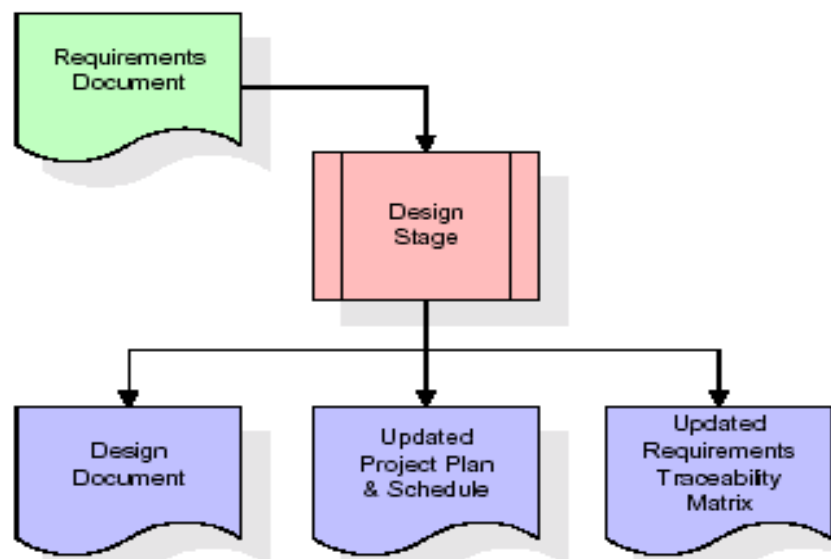 Requirements
Document
Design
Stage
Design
Document
Updated
Project Plan
& Schedule
Updated
Requirements
Traceability
Matrix